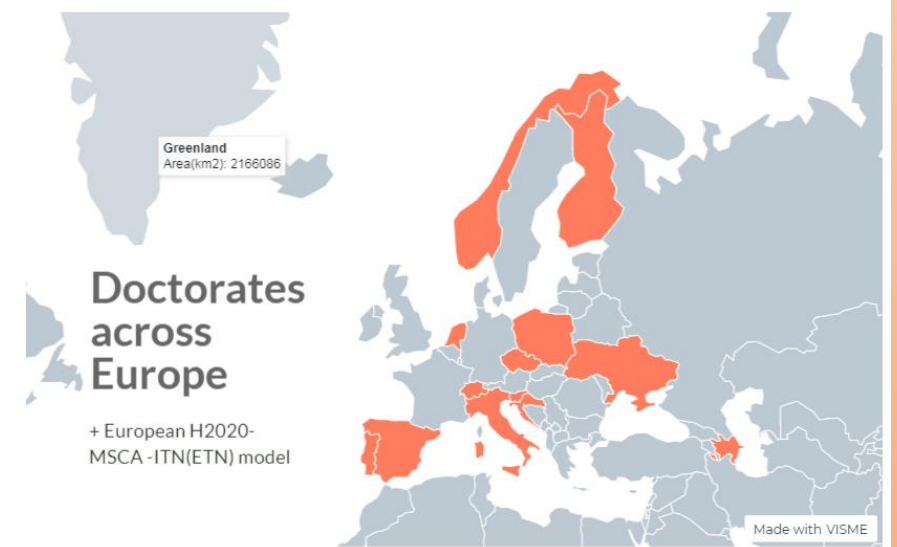 Greenland
Area(km2): 2166086
Doctorates
across
Europe
+ European H2020-
MSCA -ITN(ETN) model
Made with VISME